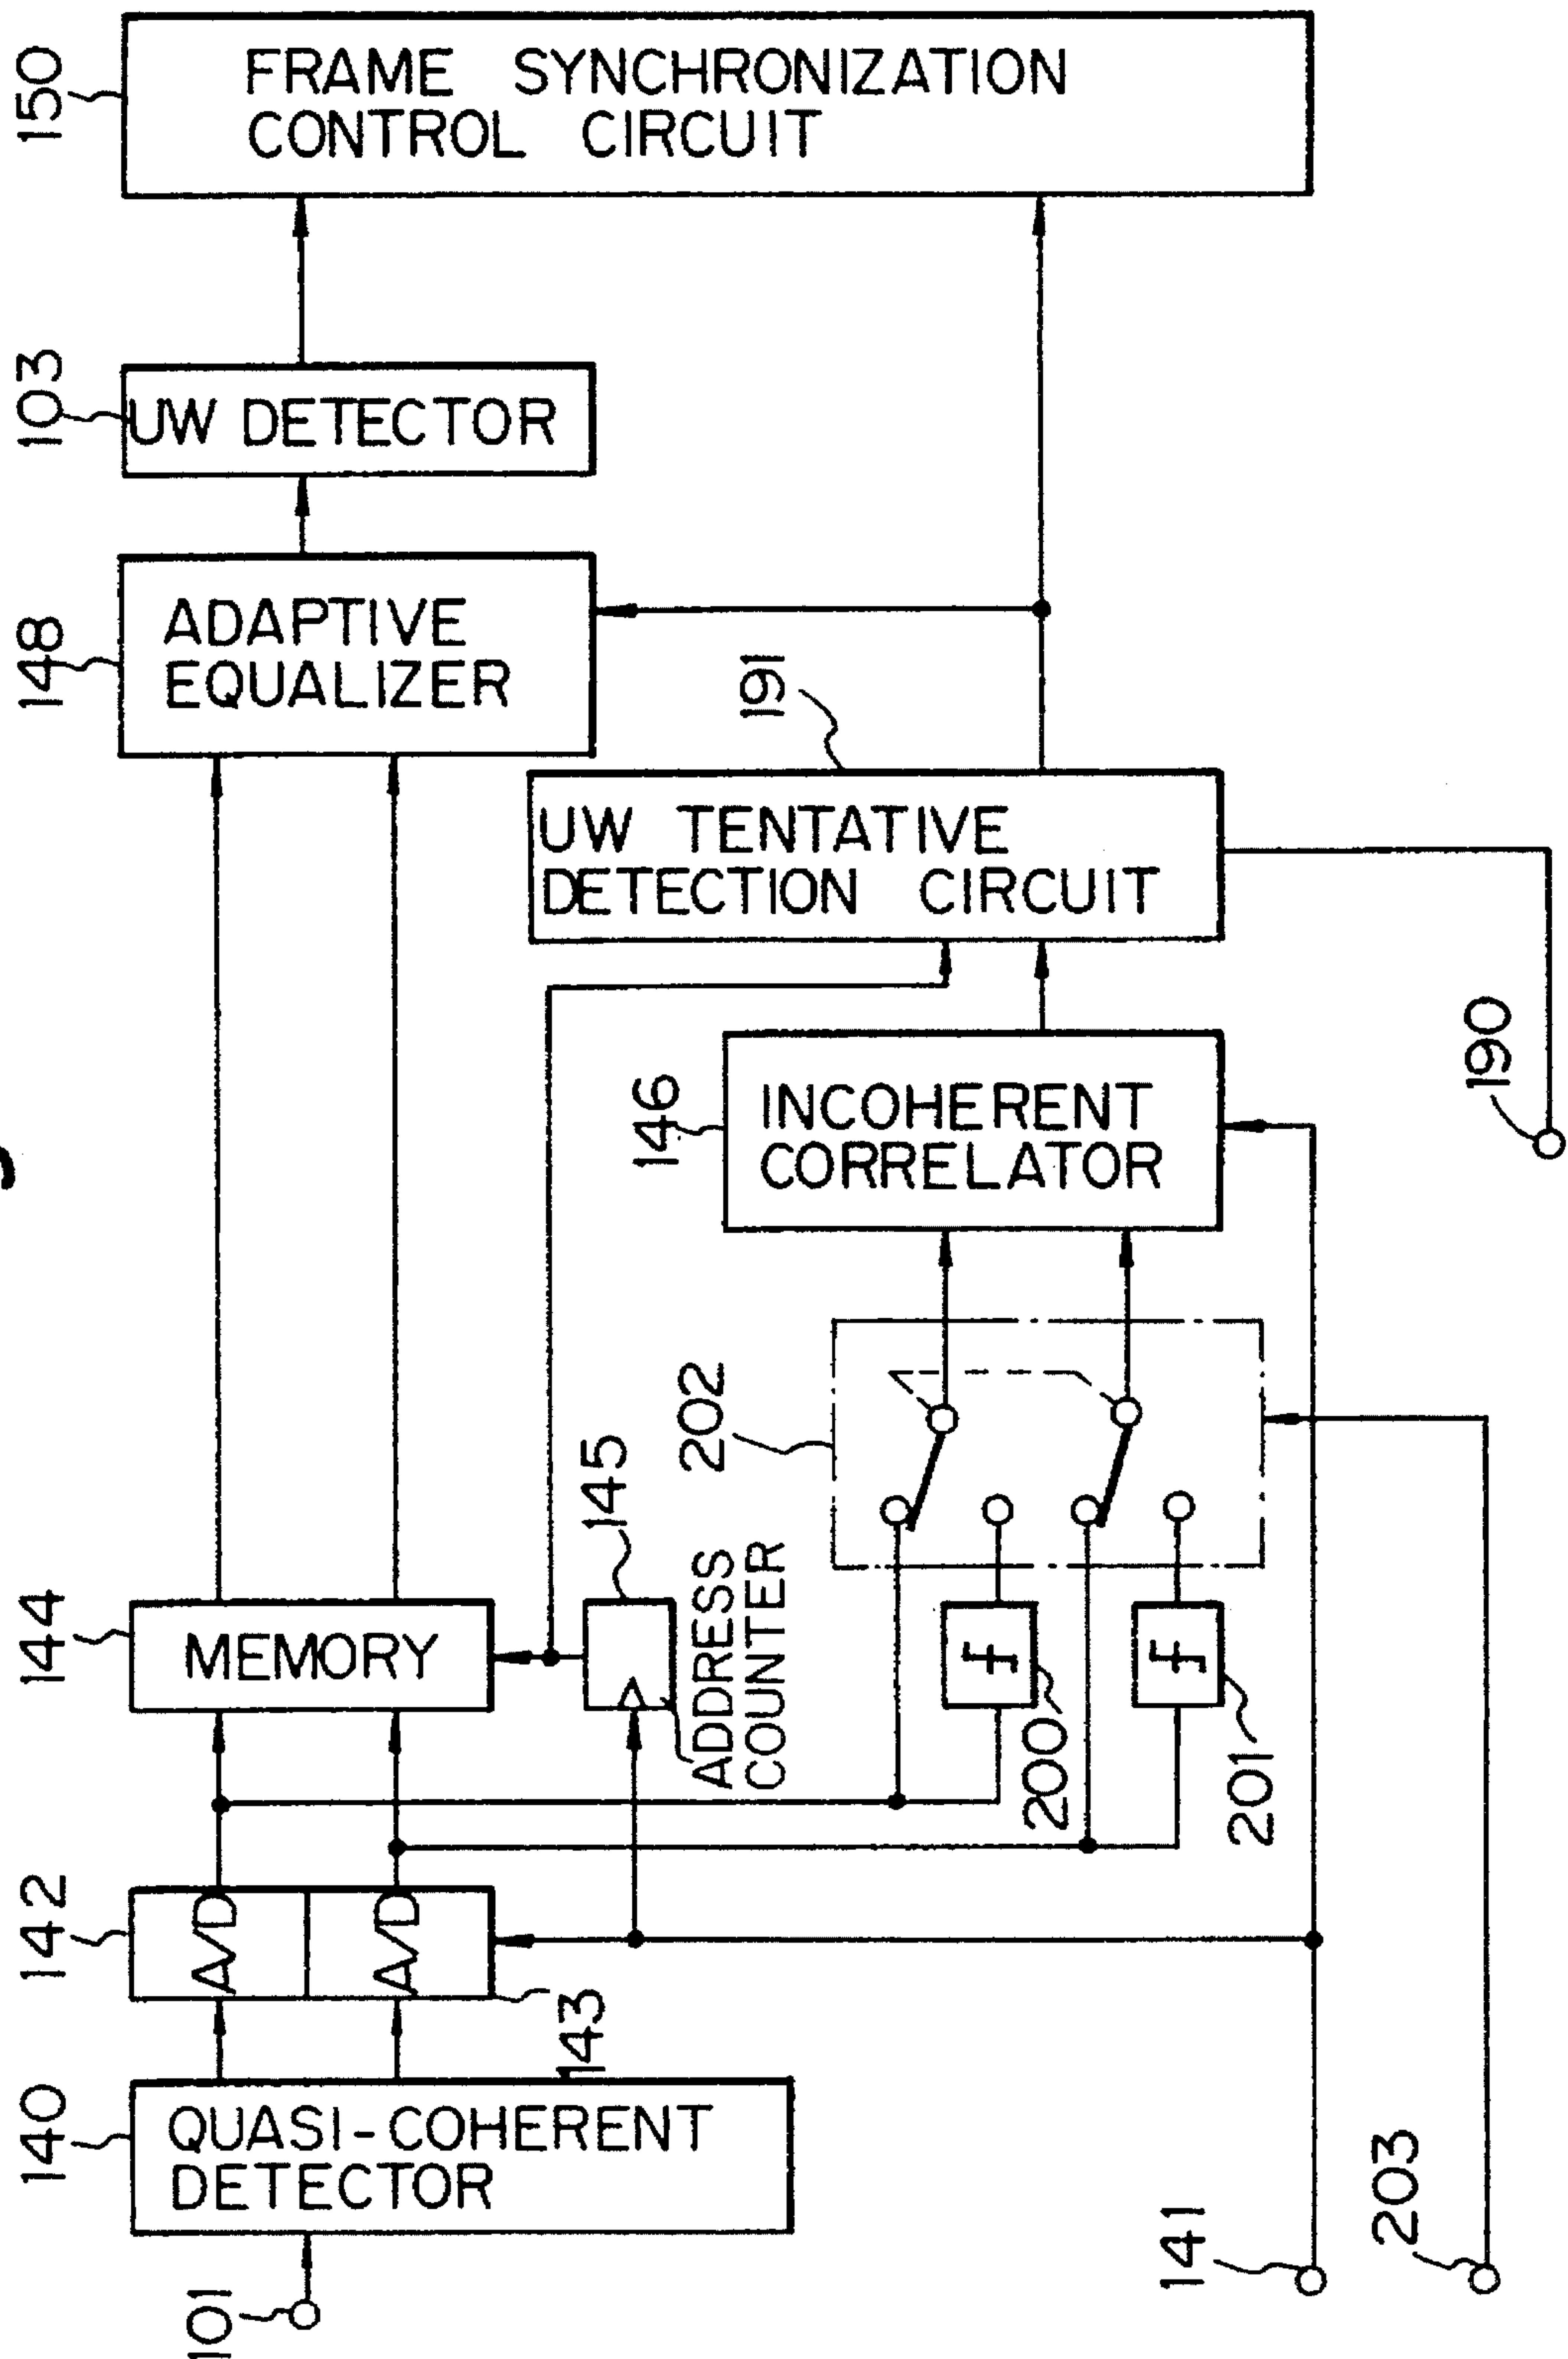 150
FRAME SYNCHRONIZATION
CONTROL CIRCUIT
103
UW DETECTOR
148
ADAPTIVE
EQUALIZER
191
UW TENTATIVE
DETECTION CIRCUIT
190
146
INCOHERENT
CORRELATOR
202
144
MEMORY
145
ADDRESS
COUNTER
200
201
142
A/D
A/D
143
140
QUASI-COHERENT
DETECTOR
101
141
203